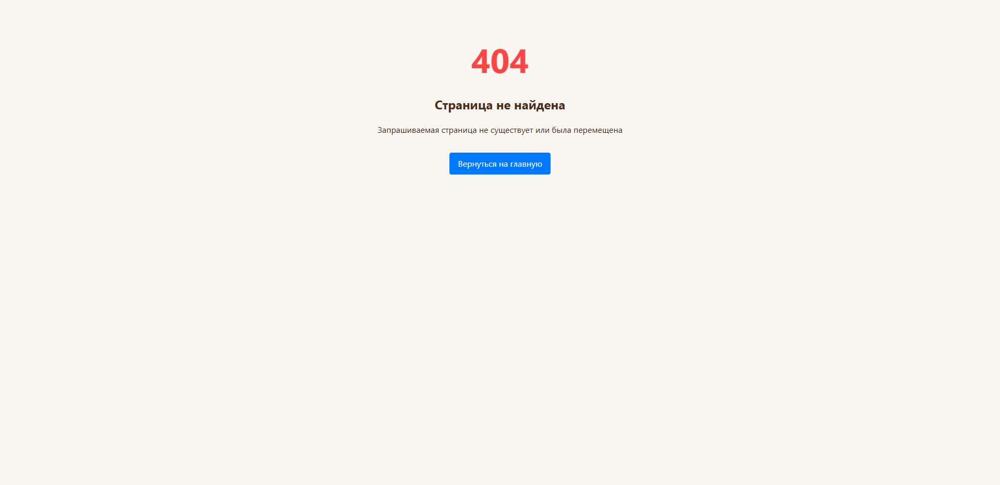 404
Страница не найдена
Запрашиваемая страница не существует или была перемещена
Вернуться на главную